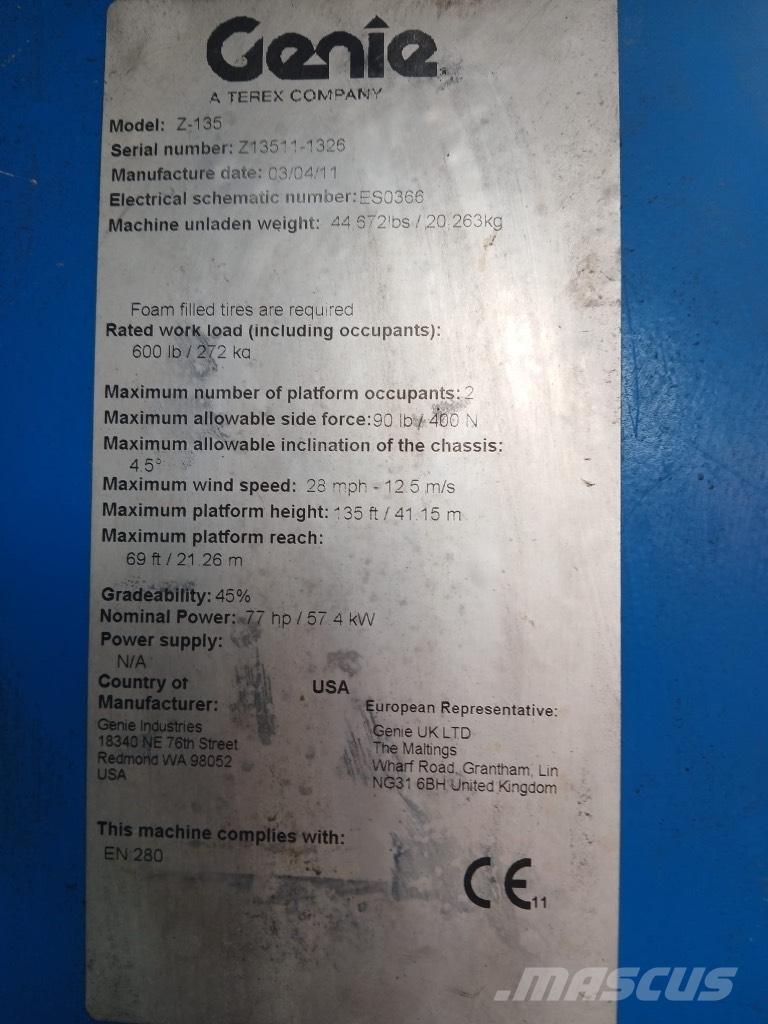 Genie
A TEREX COMPANY
Model: Z-135
Serial number: Z13511-1326
Manufacture date: 03/04/11
Electrical schematic number: ES0366
Machine unladen weight: 44,672lbs / 20,263kg
Foam filled tires are required
Rated work load (including occupants):
600 lb / 272 kg
Maximum number of platform occupants: 2
Maximum allowable side force: 90 lb / 400 N
Maximum allowable inclination of the chassis:
4.5°
Maximum wind speed: 28 mph - 12.5 m/s
Maximum platform height: 135 ft / 41.15 m
Maximum platform reach:
69 ft / 21.26 m
Gradeability: 45%
Nominal Power: 77 hp / 57.4 kW
Power supply:
N/A
Country of
Manufacturer: USA
Genie Industries
18340 NE 76th Street
Redmond WA 98052
USA
European Representative:
Genie UK LTD
The Maltings
Wharf Road, Grantham, Lin
NG31 6BH United Kingdom
This machine complies with:
EN 280
CE 11
MASCUS